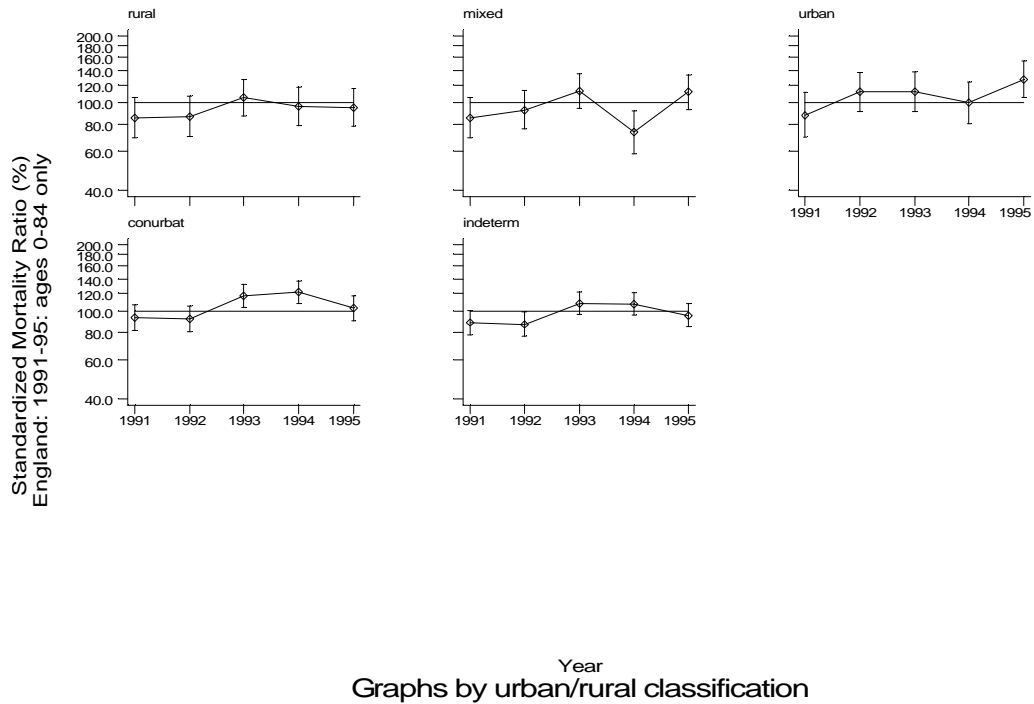 Standardized Mortality Ratio (%)
England: 1991-95: ages 0-84 only
rural
200.0
180.0
160.0
140.0
120.0
100.0
80.0
60.0
40.0
mixed
urban
1991 1992 1993 1994 1995
conurbat
200.0
180.0
160.0
140.0
120.0
100.0
80.0
60.0
40.0
1991 1992 1993 1994 1995
indeterm
1991 1992 1993 1994 1995
Year
Graphs by urban/rural classification